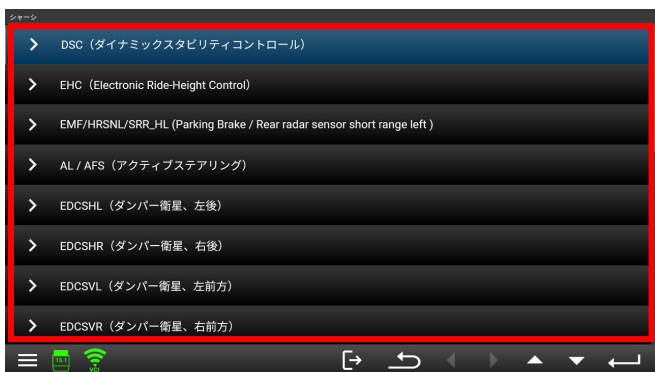 シャーシ
DSC（ダイナミックスタビリティコントロール）
EHC（Electronic Ride-Height Control）
EMF/HRSNL/SRR_HL (Parking Brake / Rear radar sensor short range left )
AL / AFS（アクティブステアリング）
EDCSHL（ダンパー衛星、左後）
EDCSHR（ダンパー衛星、右後）
EDCSVL（ダンパー衛星、左前方）
EDCSVR（ダンパー衛星、右前方）
15.1
VCI